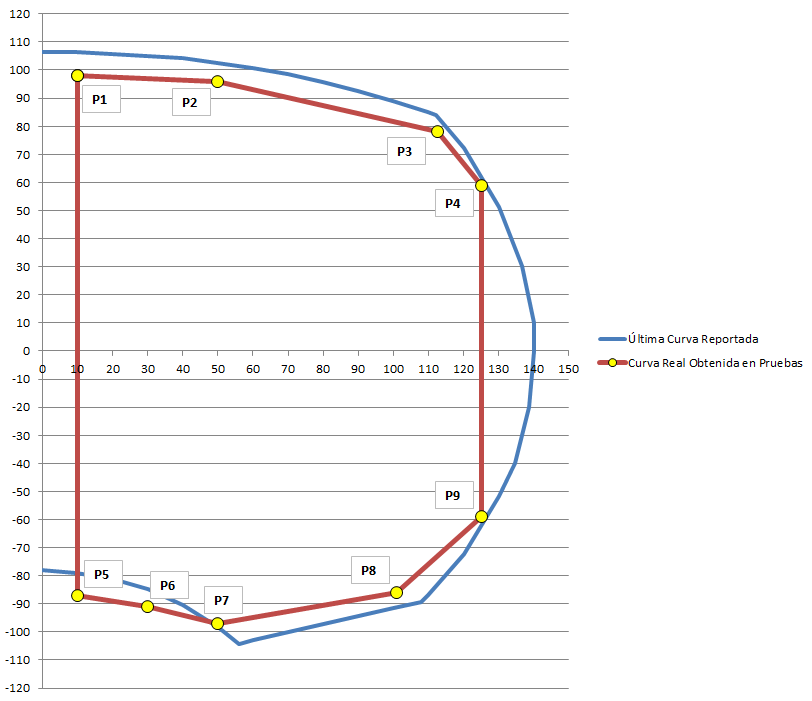 120
110
100
90
80
70
60
50
40
30
20
10
0
-10
-20
-30
-40
-50
-60
-70
-80
-90
-100
-110
-120
0 10 20 30 40 50 60 70 80 90 100 110 120 130 140 150
P1
P2
P3
P4
P5
P6
P7
P8
P9
Última Curva Reportada
Curva Real Obtenida en Pruebas